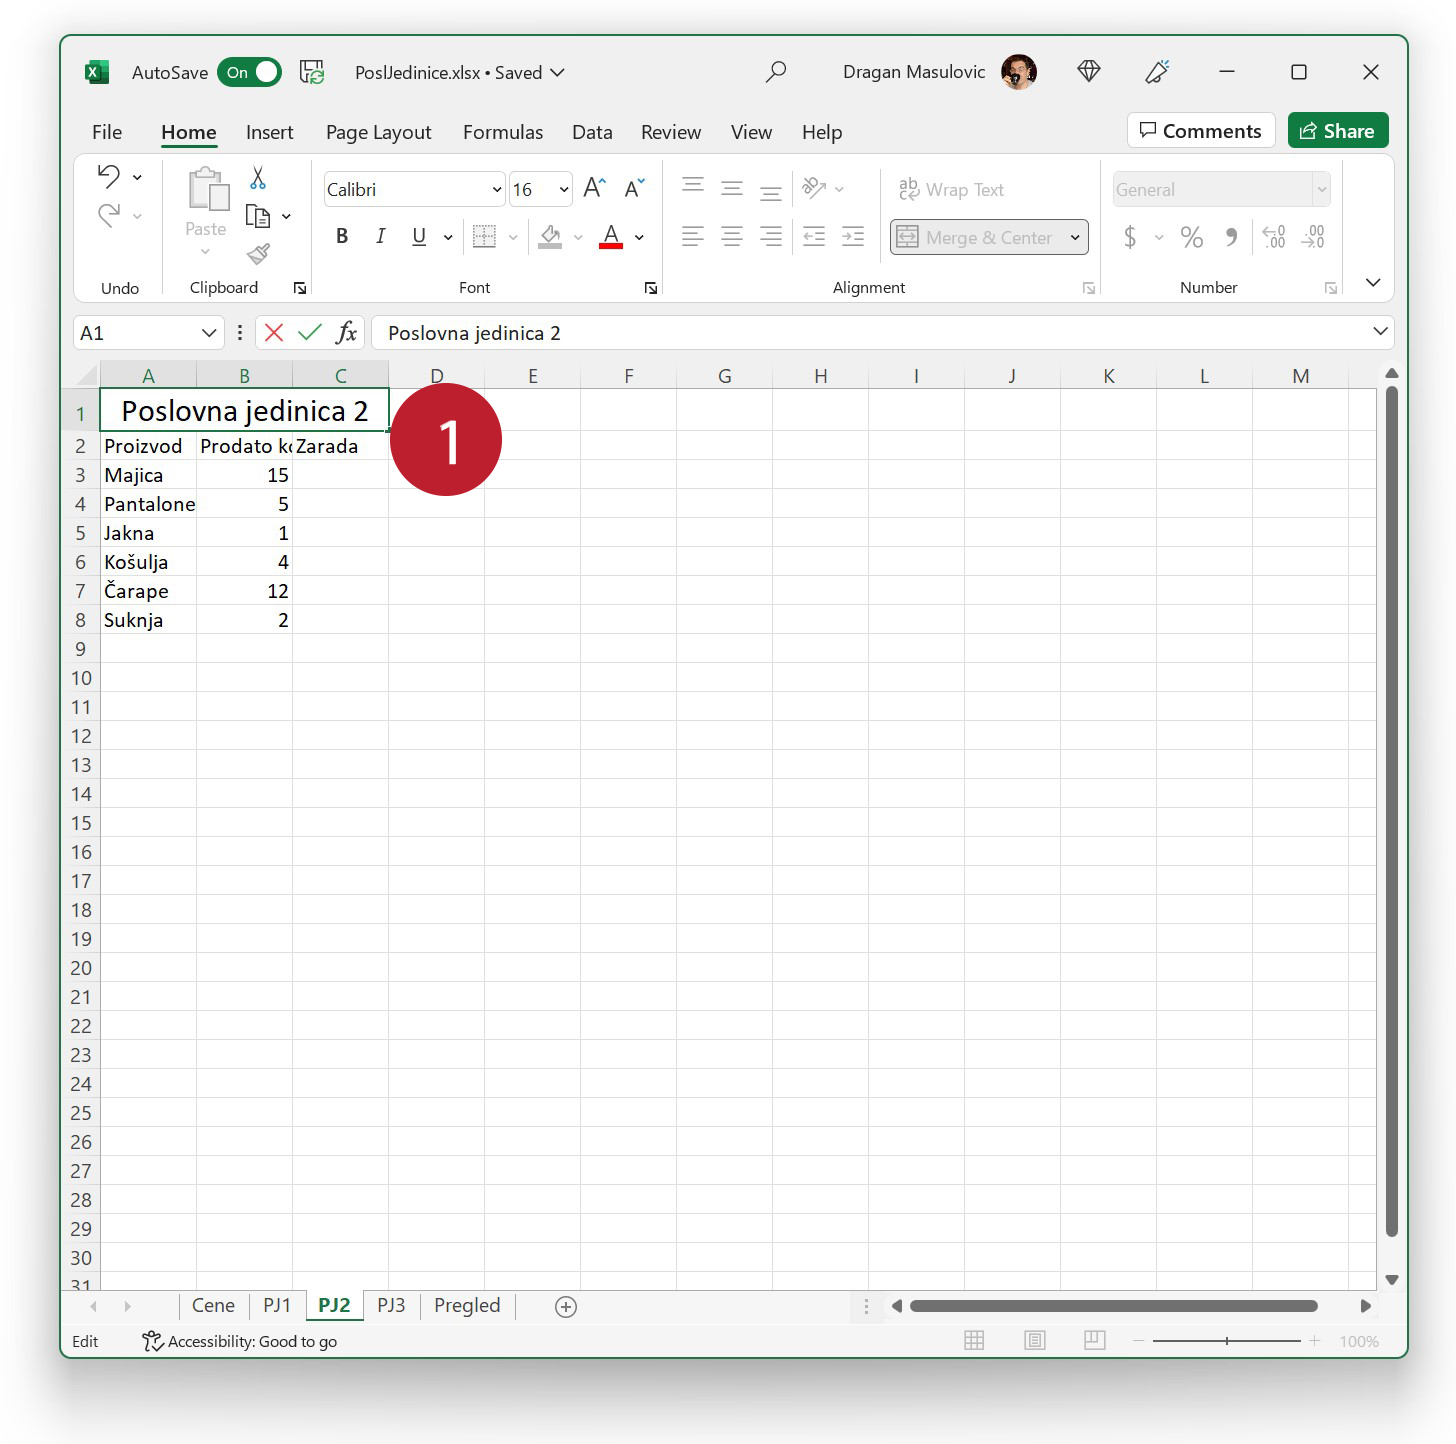 AutoSave On PoslJedinice.xlsx • Saved Dragan Masulovic
File Home Insert Page Layout Formulas Data Review View Help Comments Share
Calibri 16 Wrap Text General
Paste B I U A Merge & Center $ % 9 .00
Undo Clipboard Font Alignment Number
A1 fx Poslovna jedinica 2
A B C D E F G H I J K L M
1 Poslovna jedinica 2
1
2 Proizvod Prodato ko Zarada
3 Majica 15
4 Pantalone 5
5 Jakna 1
6 Košulja 4
7 Čarape 12
8 Suknja 2
9
10
11
12
13
14
15
16
17
18
19
20
21
22
23
24
25
26
27
28
29
30
31
Cene PJ1 PJ2 PJ3 Pregled
Edit Accessibility: Good to go 100%